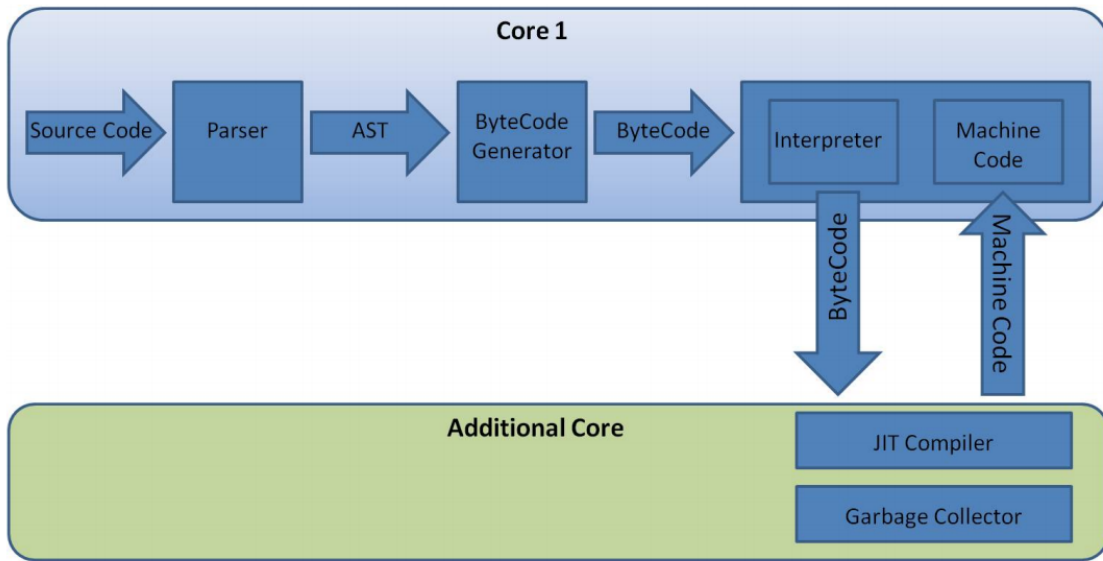 Core 1
Source Code
Parser
AST
ByteCode
Generator
ByteCode
Interpreter
Machine
Code
ByteCode
Machine Code
Additional Core
JIT Compiler
Garbage Collector